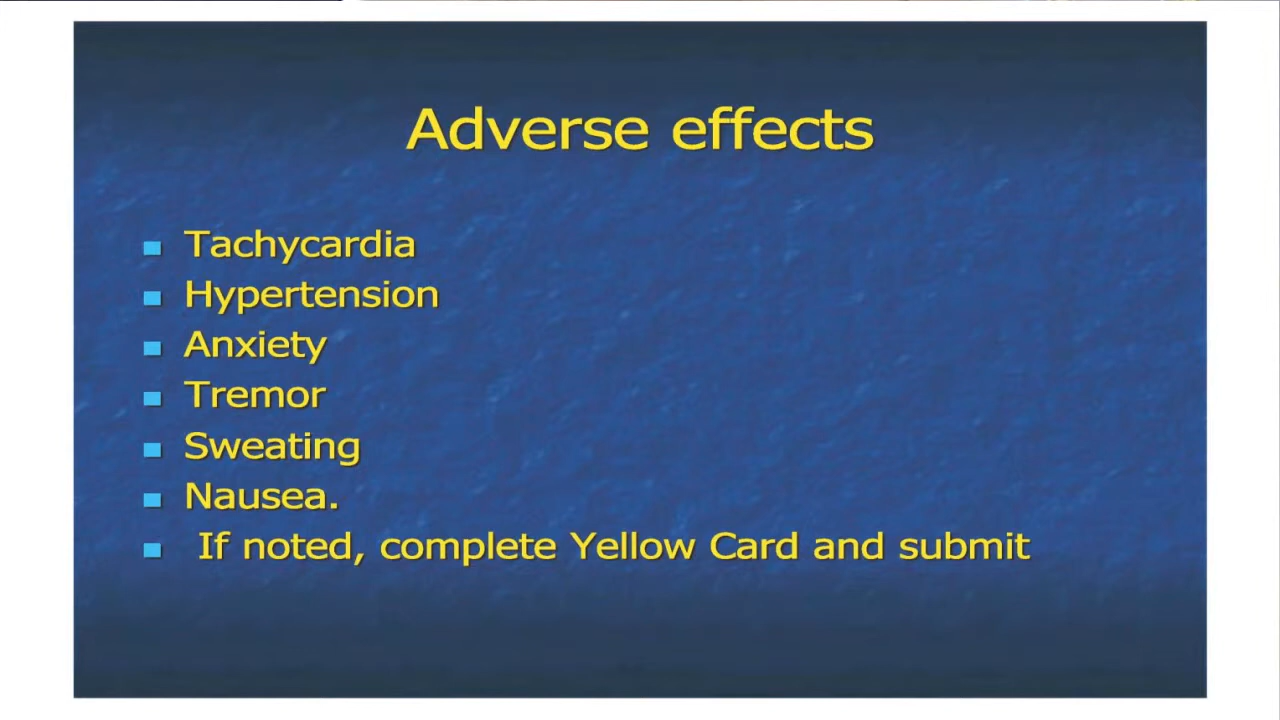 Adverse effects
Tachycardia
Hypertension
Anxiety
Tremor
Sweating
Nausea.
If noted, complete Yellow Card and submit